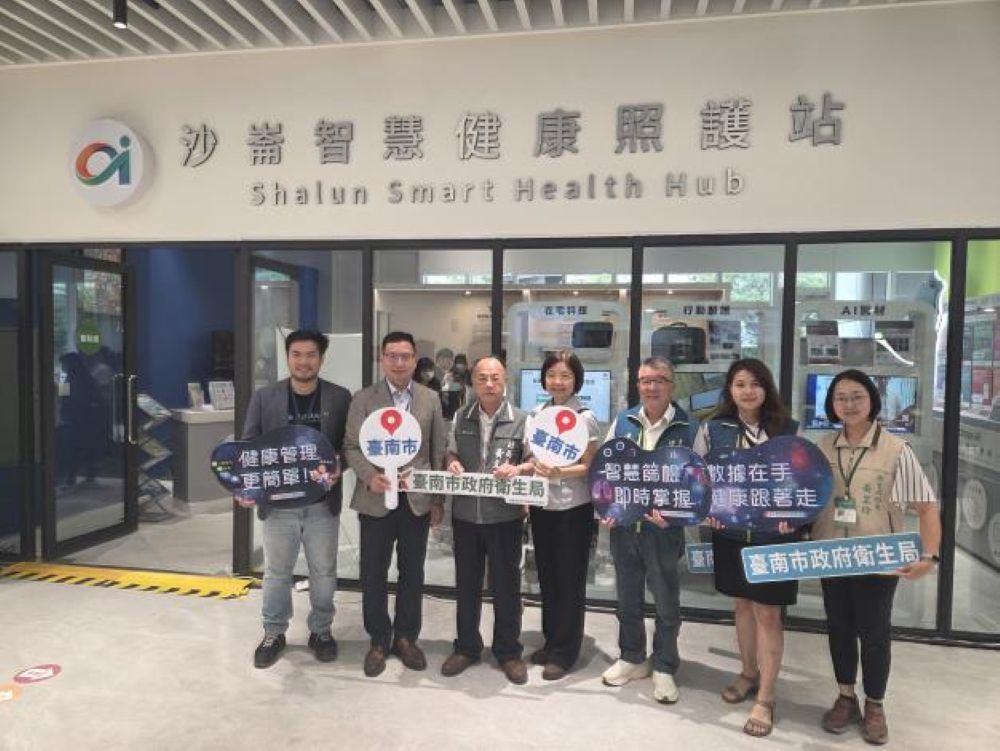 沙崙智慧健康照護站
Shalun Smart Health Hub
在宅科技
行動醫護
AI醫材
健康管理
更簡單!
臺南市
臺南市政府衛生局
臺南市
智慧篩檢
即時掌握
數據在手
健康跟著走
臺南市政府衛生局
臺南